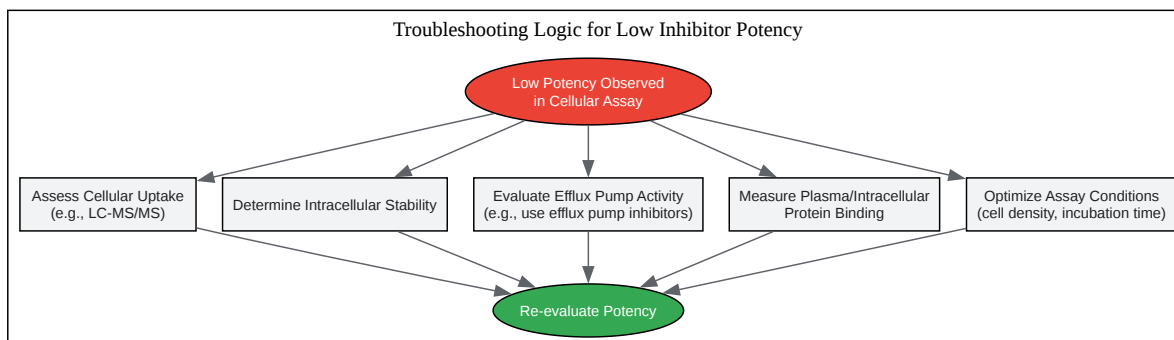 Troubleshooting Logic for Low Inhibitor Potency
Low Potency Observed
in Cellular Assay
Assess Cellular Uptake
(e.g., LC-MS/MS)
Determine Intracellular Stability
Evaluate Efflux Pump Activity
(e.g., use efflux pump inhibitors)
Measure Plasma/Intracellular
Protein Binding
Optimize Assay Conditions
(cell density, incubation time)
Re-evaluate Potency